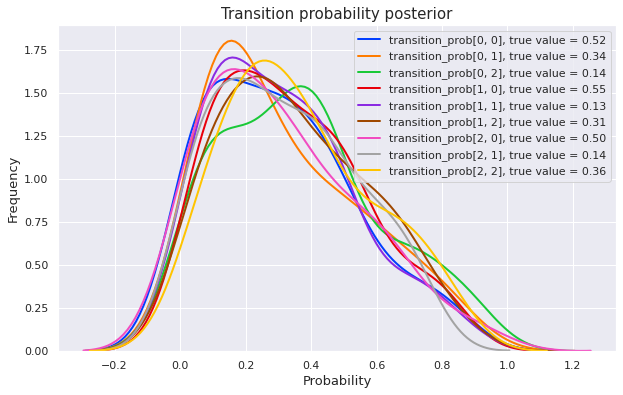 Transition probability posterior
transition_prob[0, 0], true value = 0.52
transition_prob[0, 1], true value = 0.34
transition_prob[0, 2], true value = 0.14
transition_prob[1, 0], true value = 0.55
transition_prob[1, 1], true value = 0.13
transition_prob[1, 2], true value = 0.31
transition_prob[2, 0], true value = 0.50
transition_prob[2, 1], true value = 0.14
transition_prob[2, 2], true value = 0.36
Frequency
1.75
1.50
1.25
1.00
0.75
0.50
0.25
0.00
−0.2 0.0 0.2 0.4 0.6 0.8 1.0 1.2
Probability